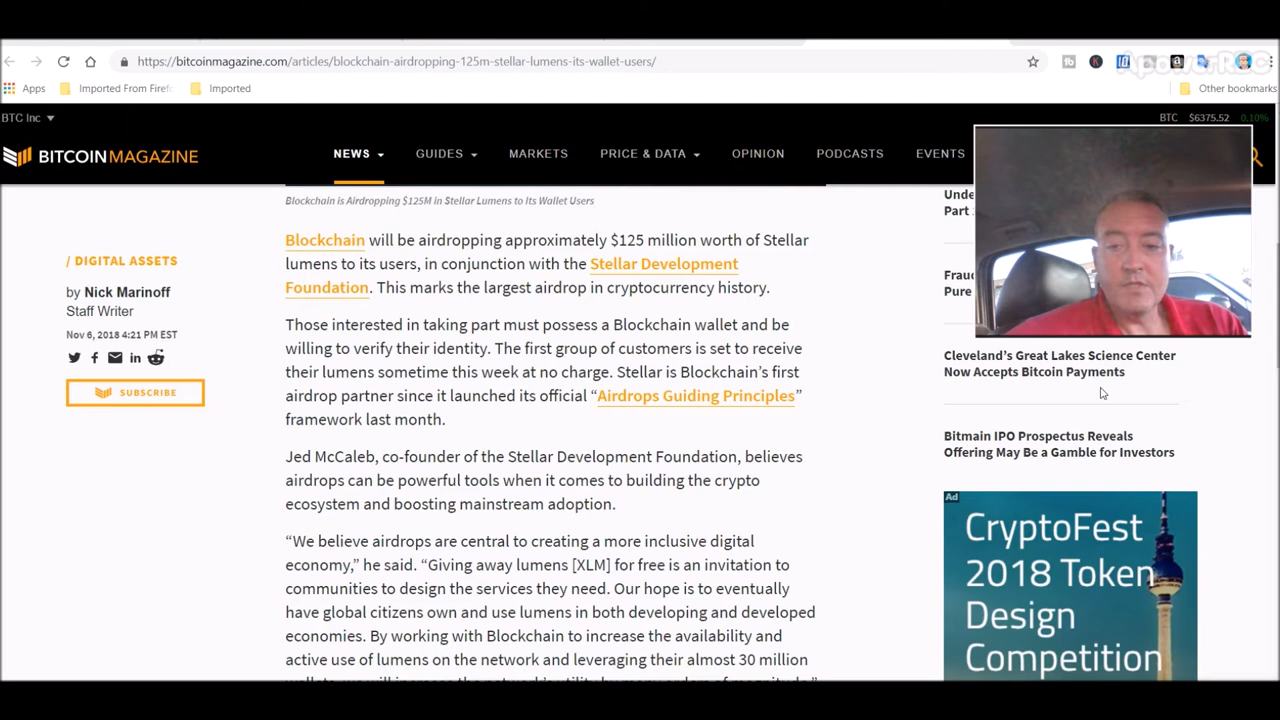 ApowerREC
https://bitcoinmagazine.com/articles/blockchain-airdropping-125m-stellar-lumens-its-wallet-users/
Apps
Imported From Firef
Imported
Other bookmarks
BTC Inc
BTC $6375.52 0.10%
BITCOINMAGAZINE
NEWS
GUIDES
MARKETS
PRICE & DATA
OPINION
PODCASTS
EVENTS
Blockchain is Airdropping $125M in Stellar Lumens to Its Wallet Users
/ DIGITAL ASSETS
by Nick Marinoff
Staff Writer
Nov 6, 2018 4:21 PM EST
SUBSCRIBE
Blockchain will be airdropping approximately $125 million worth of Stellar
lumens to its users, in conjunction with the Stellar Development
Foundation. This marks the largest airdrop in cryptocurrency history.
Those interested in taking part must possess a Blockchain wallet and be
willing to verify their identity. The first group of customers is set to receive
their lumens sometime this week at no charge. Stellar is Blockchain's first
airdrop partner since it launched its official “Airdrops Guiding Principles”
framework last month.
Jed McCaleb, co-founder of the Stellar Development Foundation, believes
airdrops can be powerful tools when it comes to building the crypto
ecosystem and boosting mainstream adoption.
“We believe airdrops are central to creating a more inclusive digital
economy,” he said. “Giving away lumens [XLM] for free is an invitation to
communities to design the services they need. Our hope is to eventually
have global citizens own and use lumens in both developing and developed
economies. By working with Blockchain to increase the availability and
active use of lumens on the network and leveraging their almost 30 million
Unde
Part
Frau
Pure
Cleveland's Great Lakes Science Center
Now Accepts Bitcoin Payments
Bitmain IPO Prospectus Reveals
Offering May Be a Gamble for Investors
Ad
CryptoFest
2018 Token
Design
Competition